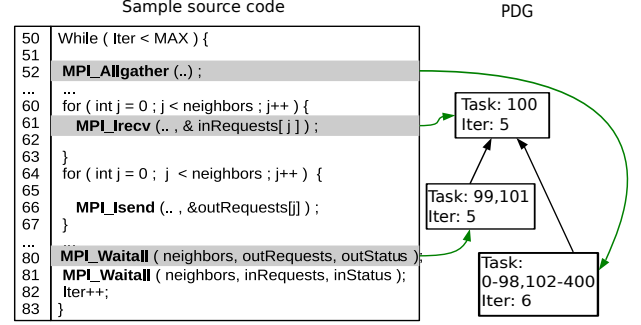 Sample source code
PDG
50 While ( Iter < MAX ) {
51
52 MPI_Allgather (..) ;
... ...
60 for ( int j = 0 ; j < neighbors ; j++ ) {
61 MPI_Irecv (.. , & inRequests[ j ] ) ;
62
63 }
64 for ( int j = 0 ; j < neighbors ; j++ ) {
65
66 MPI_Isend (.. , &outRequests[j] ) ;
67 }
... ...
80 MPI_Waitall ( neighbors, outRequests, outStatus );
81 MPI_Waitall ( neighbors, inRequests, inStatus );
82 Iter++;
83 }
Task: 100
Iter: 5
Task: 99,101
Iter: 5
Task:
0-98,102-400
Iter: 6